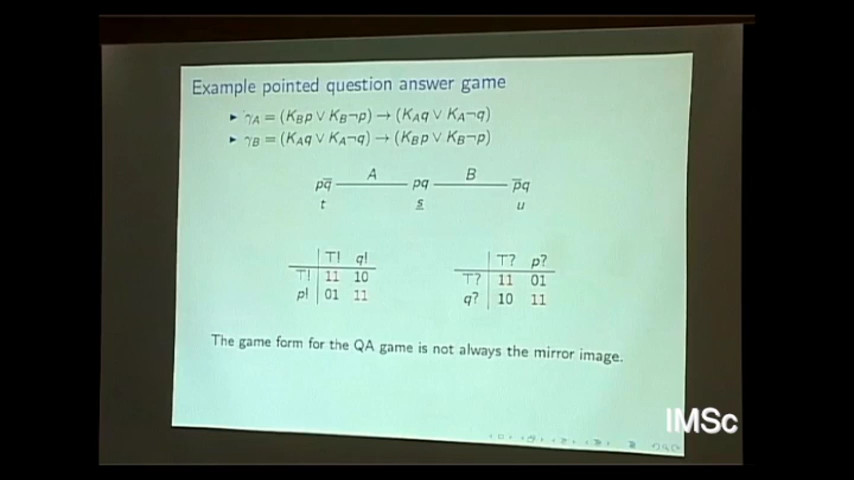 Example pointed question answer game
▸ γA = (KBp ∨ KB¬p) → (KAq ∨ KA¬q)
▸ γB = (KAq ∨ KA¬q) → (KBp ∨ KB¬p)
A B
pq̅ pq p̅q
t s u
T! q!
T! 11 10
p! 01 11
T? p?
T? 11 01
q? 10 11
The game form for the QA game is not always the mirror image.
IMSc